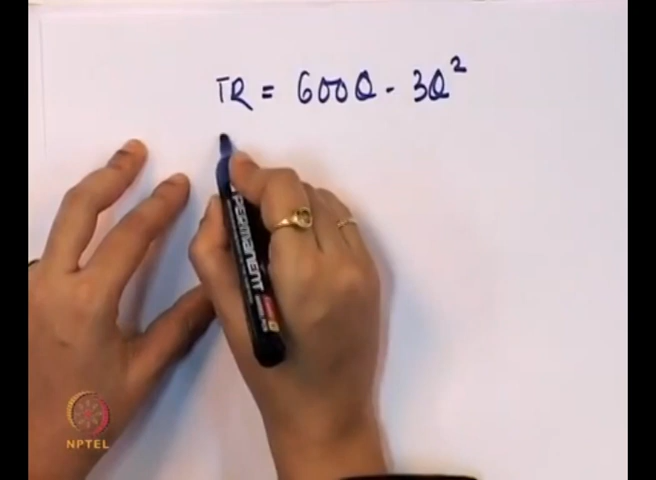 TR = 600Q - 3Q²
PERMANENT
NPTEL